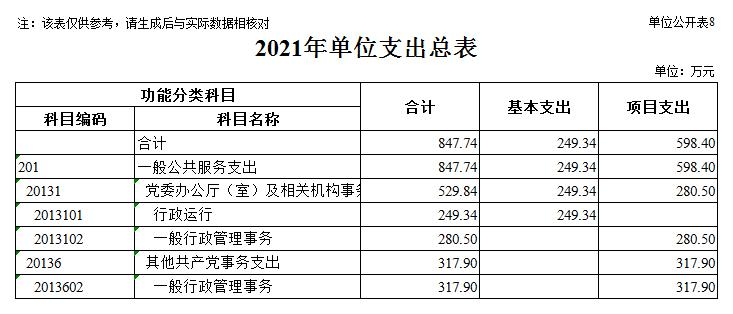 注：该表仅供参考，请生成后与实际数据相核对 单位公开表8
2021年单位支出总表
单位：万元
功能分类科目 合计 基本支出 项目支出
科目编码 科目名称
合计 847.74 249.34 598.40
201 一般公共服务支出 847.74 249.34 598.40
20131 党委办公厅（室）及相关机构事 529.84 249.34 280.50
2013101 行政运行 249.34 249.34
2013102 一般行政管理事务 280.50 280.50
20136 其他共产党事务支出 317.90 317.90
2013602 一般行政管理事务 317.90 317.90